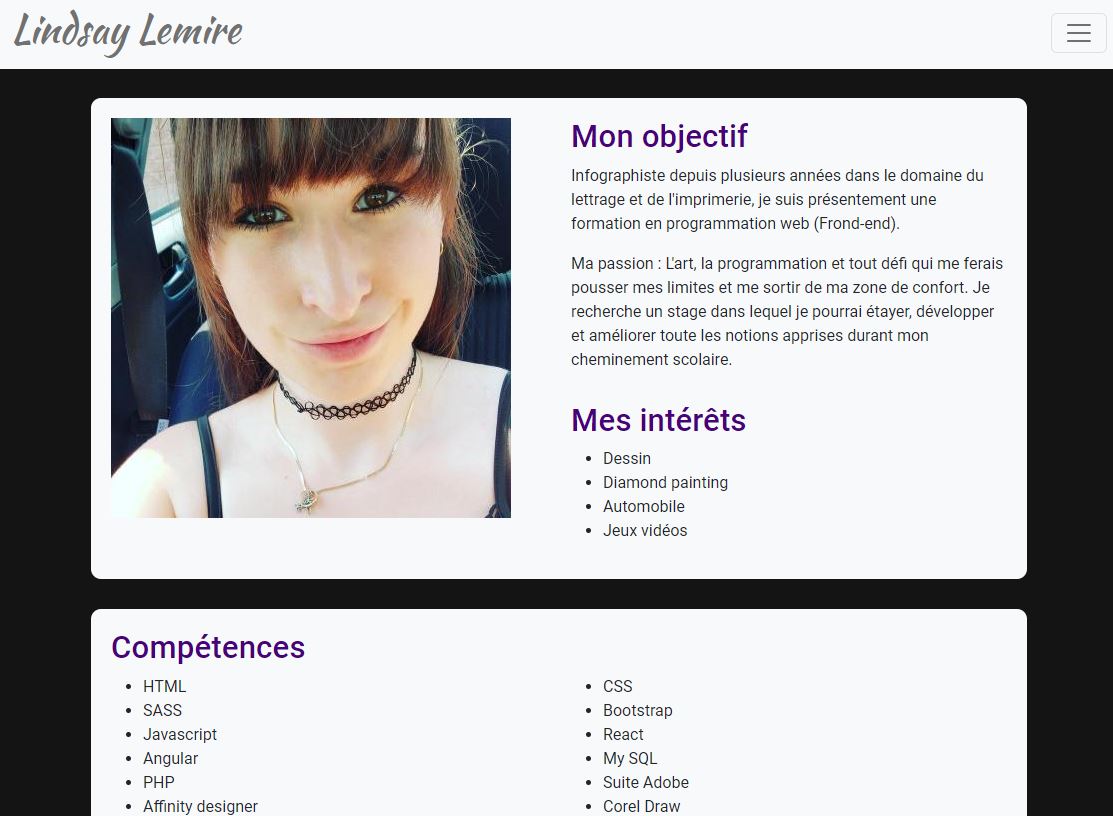 Lindsay Lemire
Mon objectif
Infographiste depuis plusieurs années dans le domaine du
lettrage et de l'imprimerie, je suis présentement une
formation en programmation web (Frond-end).
Ma passion : L'art, la programmation et tout défi qui me ferais
pousser mes limites et me sortir de ma zone de confort. Je
recherche un stage dans lequel je pourrai étayer, développer
et améliorer toute les notions apprises durant mon
cheminement scolaire.
Mes intérêts
Dessin
Diamond painting
Automobile
Jeux vidéos
Compétences
HTML
SASS
Javascript
Angular
PHP
Affinity designer
CSS
Bootstrap
React
My SQL
Suite Adobe
Corel Draw